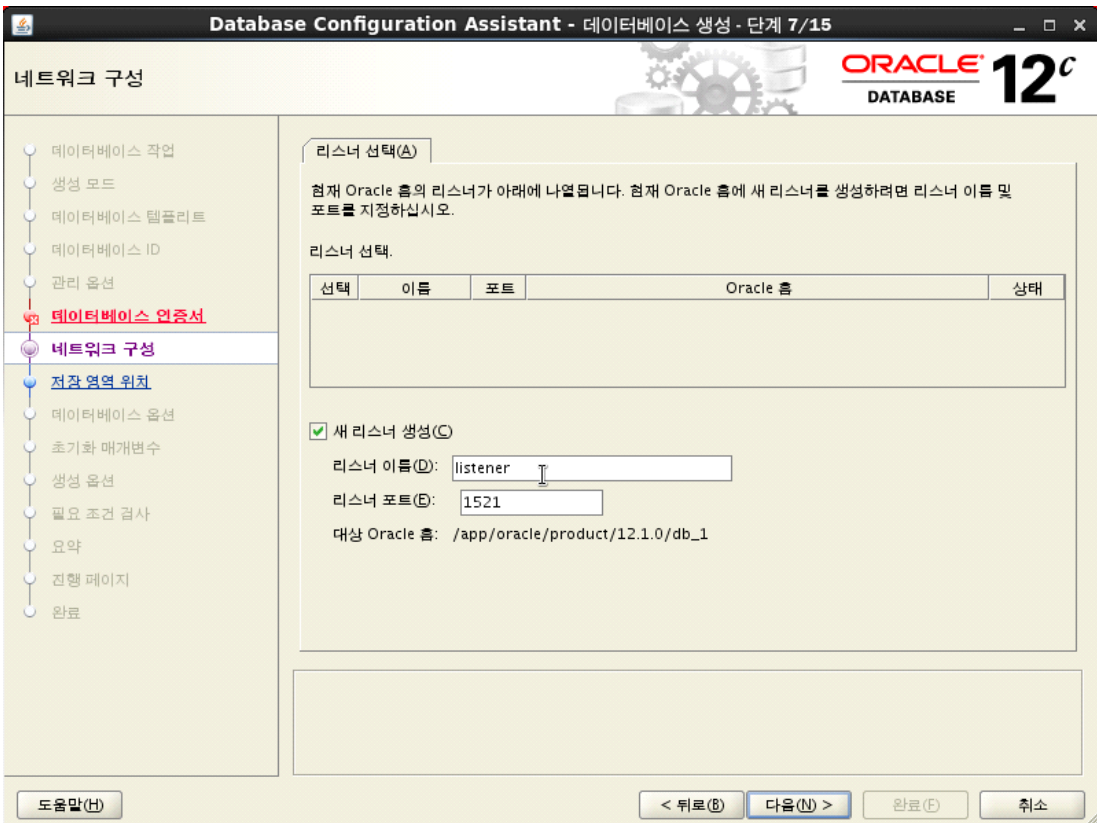 Database Configuration Assistant - 데이터베이스 생성 - 단계 7/15
네트워크 구성
ORACLE 12c
DATABASE
데이터베이스 작업
생성 모드
데이터베이스 템플리트
데이터베이스 ID
관리 옵션
데이터베이스 인증서
네트워크 구성
저장 영역 위치
데이터베이스 옵션
초기화 매개변수
생성 옵션
필요 조건 검사
요약
진행 페이지
완료
리스너 선택(A)
현재 Oracle 홈의 리스너가 아래에 나열됩니다. 현재 Oracle 홈에 새 리스너를 생성하려면 리스너 이름 및
포트를 지정하십시오.
리스너 선택.
선택 이름 포트 Oracle 홈 상태
새 리스너 생성(C)
리스너 이름(D): listener
리스너 포트(E): 1521
대상 Oracle 홈: /app/oracle/product/12.1.0/db_1
도움말(H) < 뒤로(B) 다음(N) > 완료(F) 취소